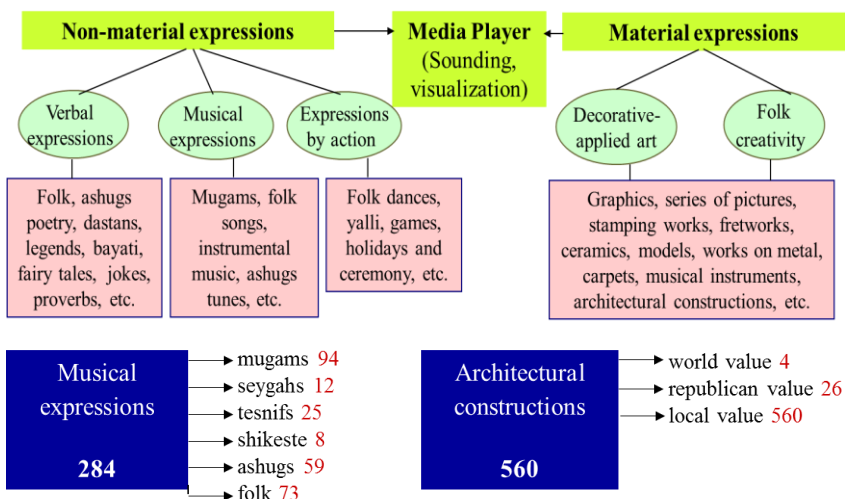 Non-material expressions
Media Player
(Sounding,
visualization)
Material expressions
Verbal
expressions
Musical
expressions
Expressions
by action
Decorative-
applied art
Folk
creativity
Folk, ashugs
poetry, dastans,
legends, bayati,
fairy tales, jokes,
proverbs, etc.
Mugams, folk
songs,
instrumental
music, ashugs
tunes, etc.
Folk dances,
yalli, games,
holidays and
ceremony, etc.
Graphics, series of pictures,
stamping works, fretworks,
ceramics, models, works on metal,
carpets, musical instruments,
architectural constructions, etc.
Musical
expressions
284
mugams 94
seygahs 12
tesnifs 25
shikeste 8
ashugs 59
folk 73
Architectural
constructions
560
world value 4
republican value 26
local value 560